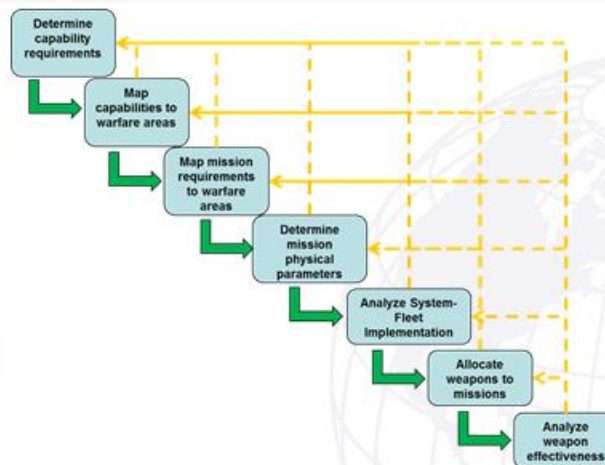 Determine
capability
requirements
Map
capabilities to
warfare areas
Map mission
requirements
to warfare
areas
Determine
mission
physical
parameters
Analyze System-
Fleet
Implementation
Allocate
weapons to
missions
Analyze
weapon
effectiveness